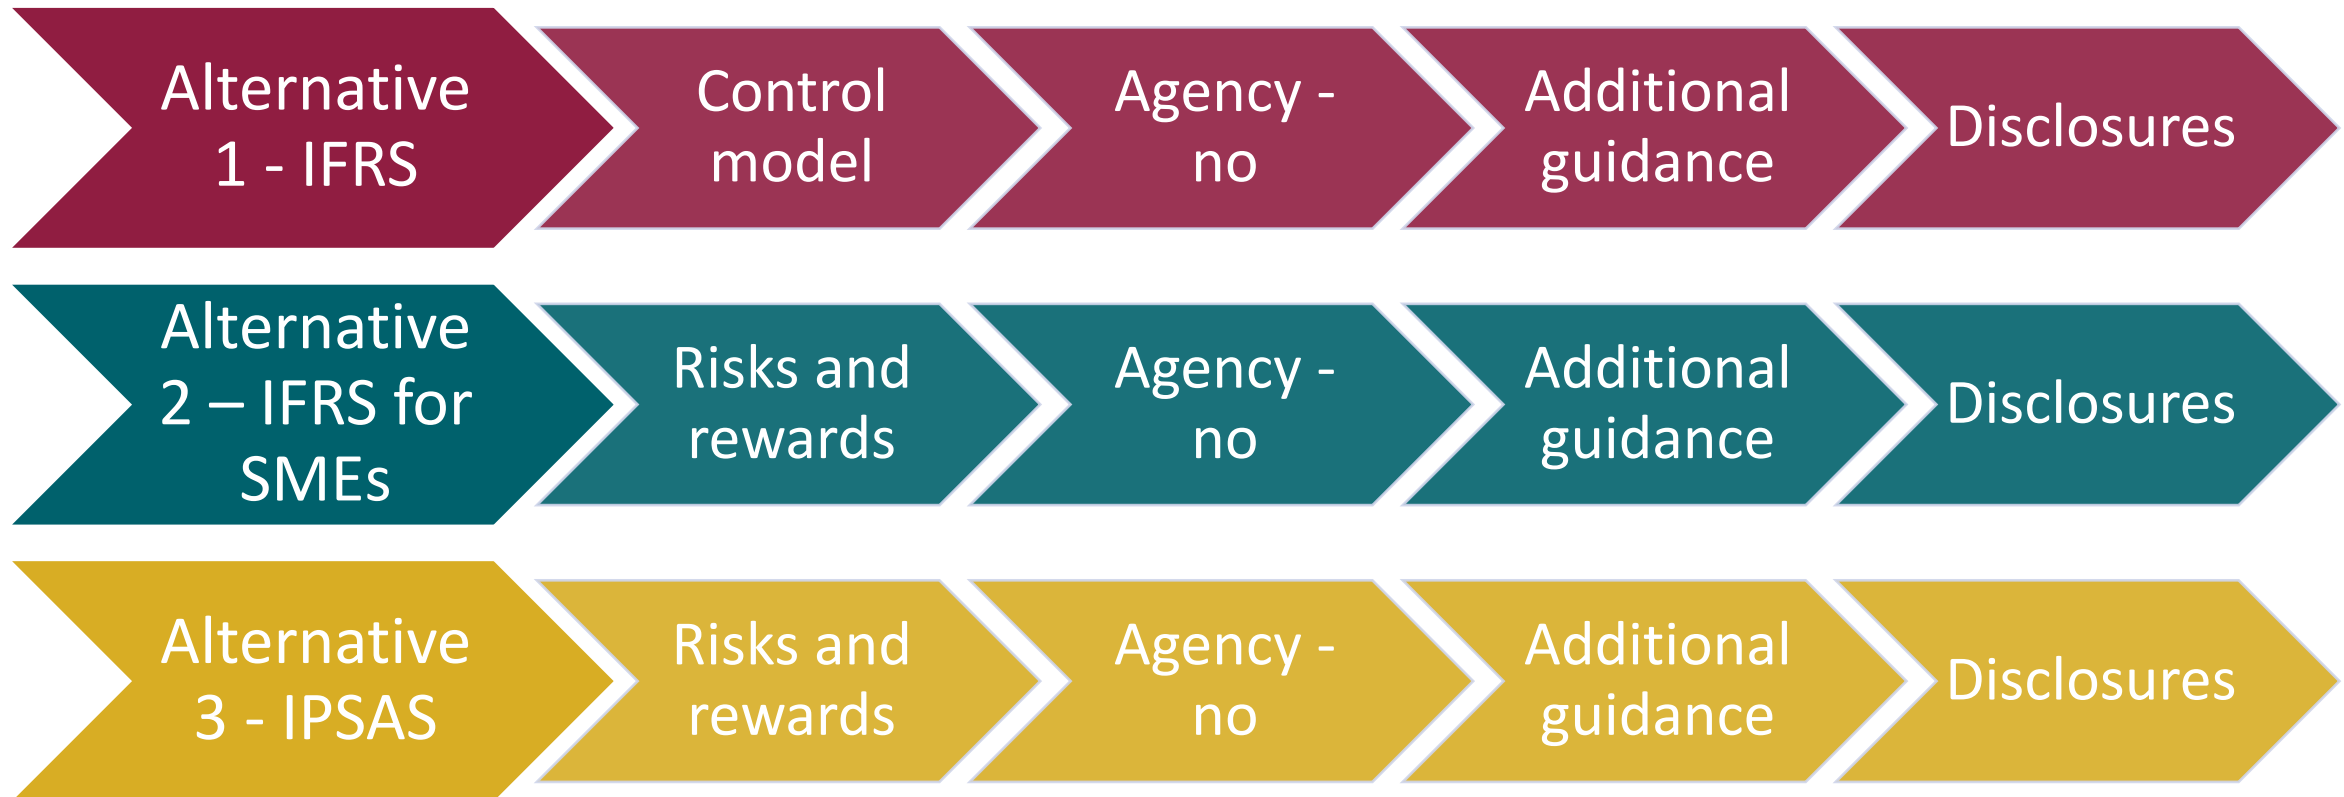 Alternative
1 - IFRS
Control
model
Agency -
no
Additional
guidance
Disclosures
Alternative
2 – IFRS for
SMEs
Risks and
rewards
Agency -
no
Additional
guidance
Disclosures
Alternative
3 - IPSAS
Risks and
rewards
Agency -
no
Additional
guidance
Disclosures